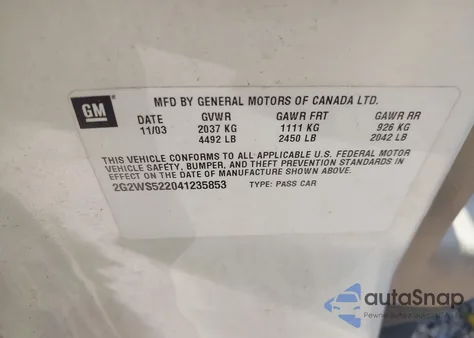 GM
MFD BY GENERAL MOTORS OF CANADA LTD.
DATE GVWR GAWR FRT GAWR RR
11/03 2037 KG 1111 KG 926 KG
4492 LB 2450 LB 2042 LB
THIS VEHICLE CONFORMS TO ALL APPLICABLE U.S. FEDERAL MOTOR
VEHICLE SAFETY, BUMPER, AND THEFT PREVENTION STANDARDS IN
EFFECT ON THE DATE OF MANUFACTURE SHOWN ABOVE.
2G2WS522041235853 TYPE: PASS CAR
autoSnap